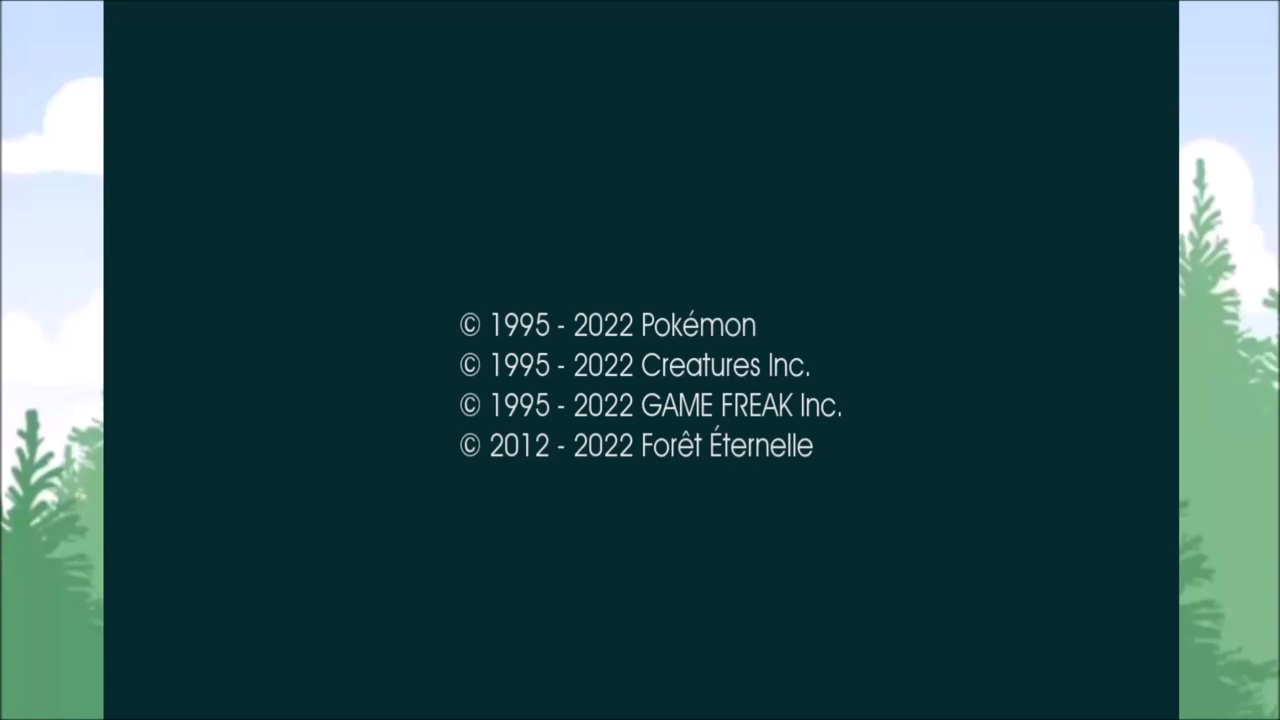 © 1995 - 2022 Pokémon
© 1995 - 2022 Creatures Inc.
© 1995 - 2022 GAME FREAK Inc.
© 2012 - 2022 Forêt Éternelle